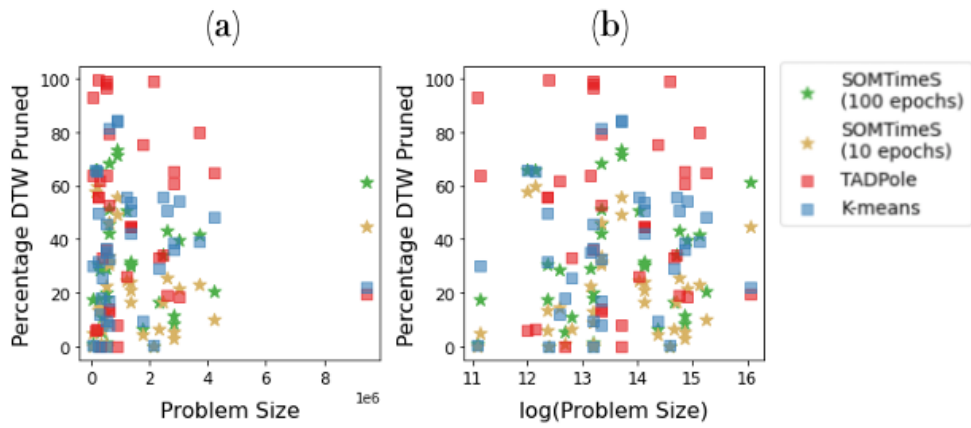 (a)
(b)
Percentage DTW Pruned
100
80
60
40
20
0
0
2
4
6
8
1e6
Problem Size
Percentage DTW Pruned
100
80
60
40
20
0
11
12
13
14
15
16
log(Problem Size)
SOMTimeS
(100 epochs)
SOMTimeS
(10 epochs)
TADPole
K-means